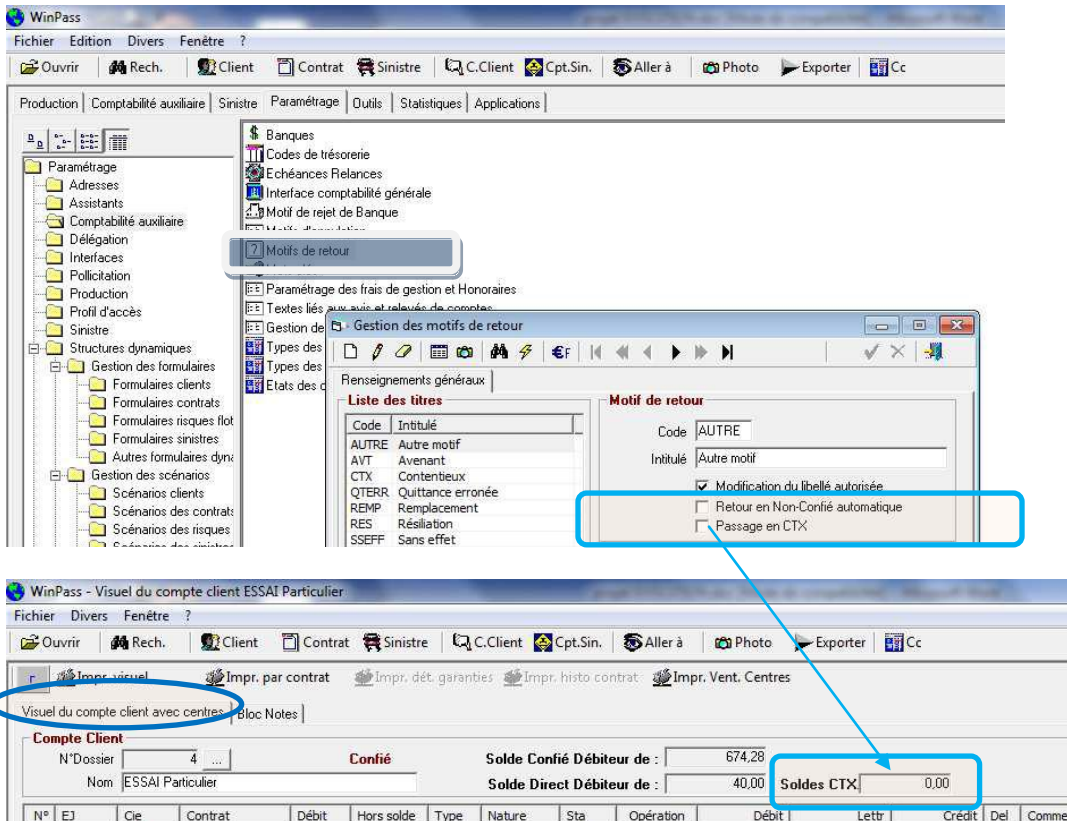 WinPass
Fichier Edition Divers Fenêtre ?
Ouvrir Rech. Client Contrat Sinistre C.Client Cpt.Sin. Aller à Photo Exporter Cc
Production Comptabilité auxiliaire Sinistre Paramétrage Outils Statistiques Applications
Paramétrage
Adresses
Assistants
Comptabilité auxiliaire
Délégation
Interfaces
Pollicitation
Production
Profil d'accès
Sinistre
Structures dynamiques
Gestion des formulaires
Formulaires clients
Formulaires contrats
Formulaires risques flot
Formulaires sinistres
Autres formulaires dyna
Gestion des scénarios
Scénarios clients
Scénarios des contrats
Scénarios des risques
Scénarios des sinistres
Banques
Codes de trésorerie
Echéances Relances
Interface comptabilité générale
Motif de rejet de Banque
Motifs d'annulation
Motifs de retour
Paramétrage des frais de gestion et Honoraires
Textes liés aux avis et relevés de comptes
Gestion de
Types des
Types des
Etats des c
Gestion des motifs de retour
€F
Renseignements généraux
Liste des titres
Code Intitulé
AUTRE Autre motif
AVT Avenant
CTX Contentieux
QTERR Quittance erronée
REMP Remplacement
RES Résiliation
SSEFF Sans effet
Motif de retour
Code AUTRE
Intitulé Autre motif
Modification du libellé autorisée
Retour en Non-Confié automatique
Passage en CTX
WinPass - Visuel du compte client ESSAI Particulier
Fichier Divers Fenêtre ?
Ouvrir Rech. Client Contrat Sinistre C.Client Cpt.Sin. Aller à Photo Exporter Cc
r Impr. visuel Impr. par contrat Impr. dét. garanties Impr. histo contrat Impr. Vent. Centres
Visuel du compte client avec centres Bloc Notes
Compte Client
N°Dossier 4 ... Confié Solde Confié Débiteur de : 674,28
Nom ESSAI Particulier Solde Direct Débiteur de : 40,00 Soldes CTX 0,00
N° EJ Cie Contrat Débit Hors solde Type Nature Sta Opération Débit Lettr Crédit Del Comme